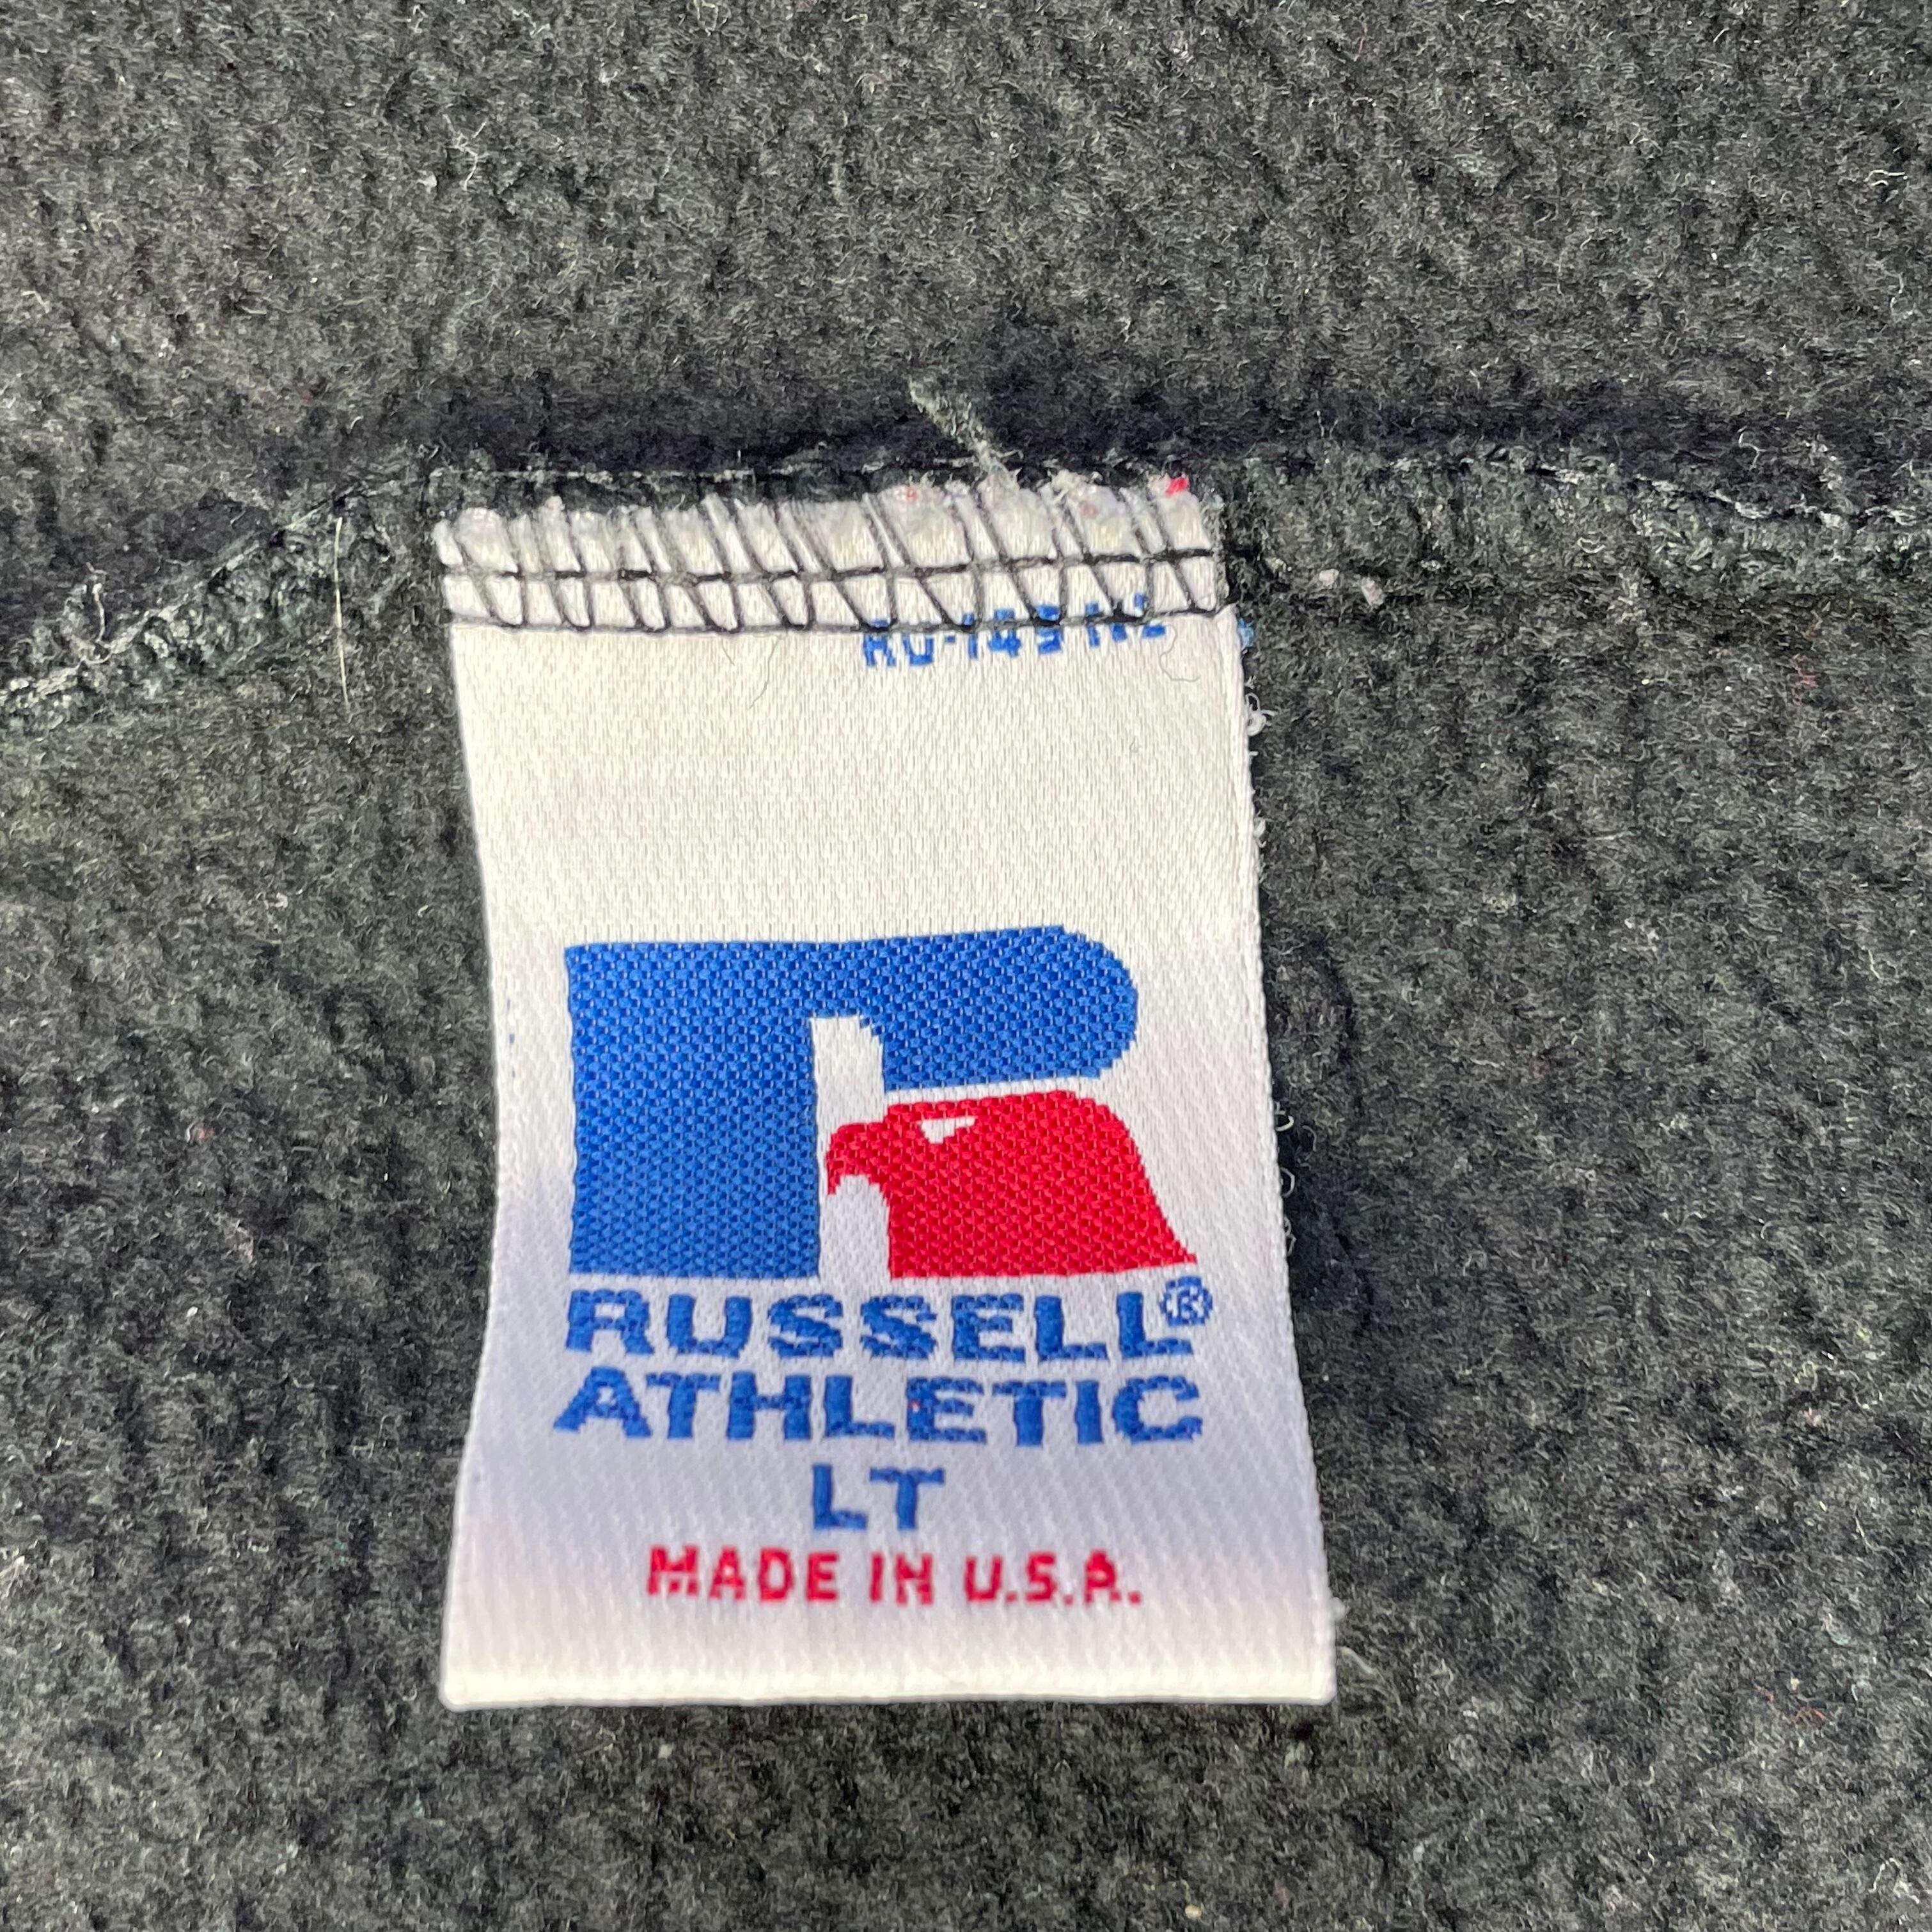 RUSSELL®
ATHLETIC
LT
MADE IN U.S.A.